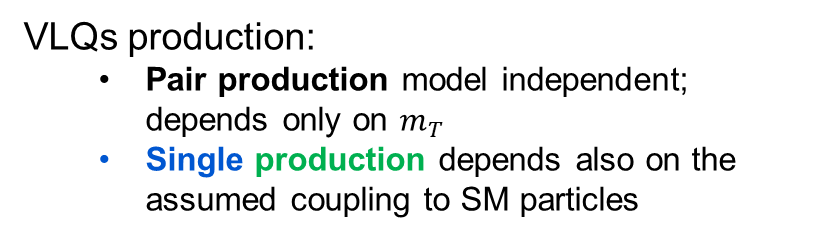 VLQs production:
• Pair production model independent;
depends only on $m_T$
• Single production depends also on the
assumed coupling to SM particles